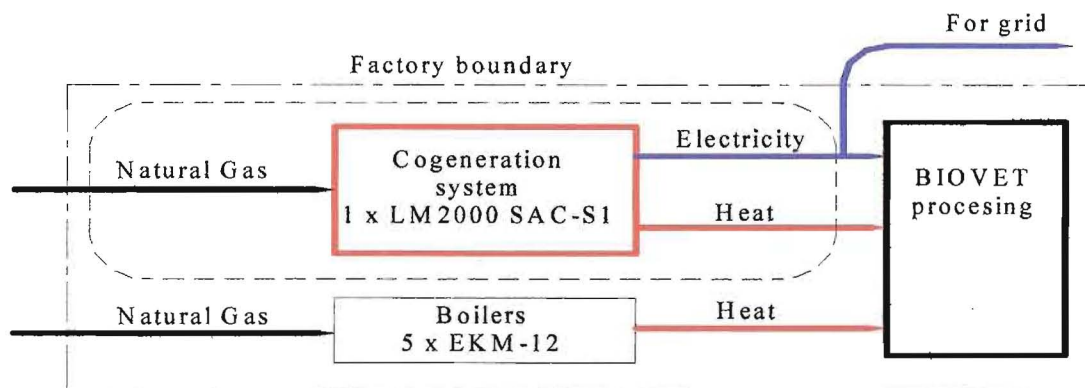 For grid
Factory boundary
Natural Gas
Cogeneration
system
1 x LM2000 SAC-S1
Electricity
Heat
BIOVET
procesing
Natural Gas
Boilers
5 x EKM-12
Heat